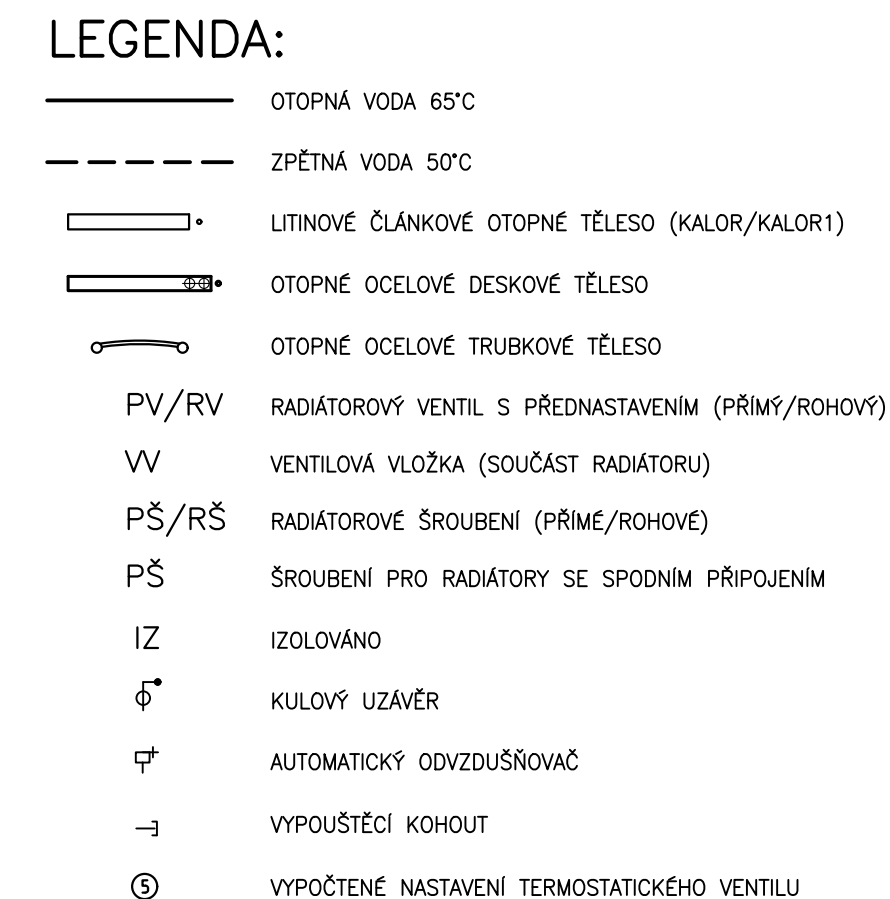 LEGENDA:
OTOPNÁ VODA 65°C
ZPĚTNÁ VODA 50°C
LITINOVÉ ČLÁNKOVÉ OTOPNÉ TĚLESO (KALOR/KALOR1)
OTOPNÉ OCELOVÉ DESKOVÉ TĚLESO
OTOPNÉ OCELOVÉ TRUBKOVÉ TĚLESO
PV/RV RADIÁTOROVÝ VENTIL S PŘEDNASTAVENÍM (PŘÍMÝ/ROHOVÝ)
VV VENTILOVÁ VLOŽKA (SOUČÁST RADIÁTORU)
PŠ/RŠ RADIÁTOROVÉ ŠROUBENÍ (PŘÍMÉ/ROHOVÉ)
PŠ ŠROUBENÍ PRO RADIÁTORY SE SPODNÍM PŘIPOJENÍM
IZ IZOLOVÁNO
KULOVÝ UZÁVĚR
AUTOMATICKÝ ODVZDUŠŇOVAČ
VYPOUŠTĚCÍ KOHOUT
5 VYPOČTENÉ NASTAVENÍ TERMOSTATICKÉHO VENTILU